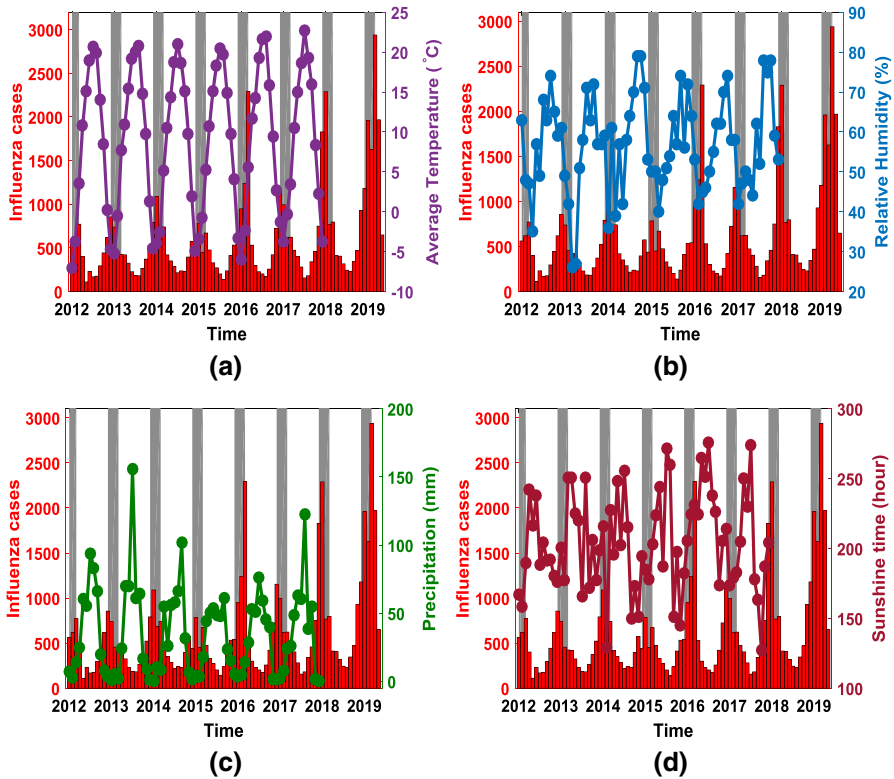 3000
2500
2000
1500
1000
500
0
Influenza cases
25
20
15
10
5
0
-5
-10
Average Temperature ( °C)
2012 2013 2014 2015 2016 2017 2018 2019
Time
(a)
3000
2500
2000
1500
1000
500
0
Influenza cases
90
80
70
60
50
40
30
20
Relative Humidity (%)
2012 2013 2014 2015 2016 2017 2018 2019
Time
(b)
3000
2500
2000
1500
1000
500
0
Influenza cases
200
150
100
50
0
Precipitation (mm)
2012 2013 2014 2015 2016 2017 2018 2019
Time
(c)
3000
2500
2000
1500
1000
500
0
Influenza cases
300
250
200
150
100
Sunshine time (hour)
2012 2013 2014 2015 2016 2017 2018 2019
Time
(d)